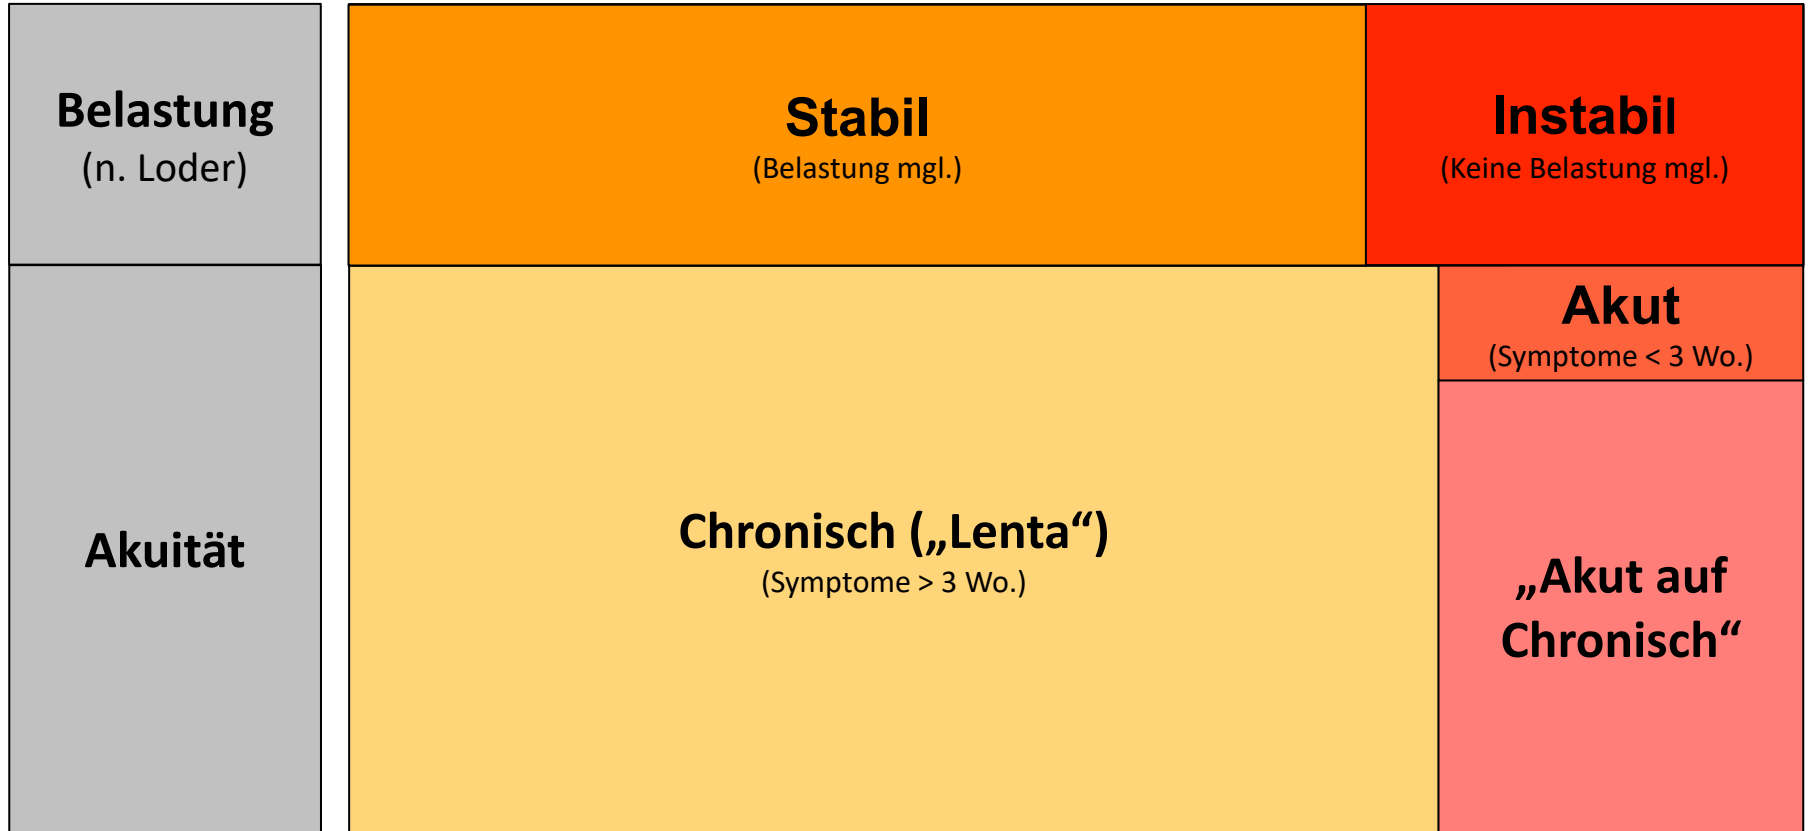 Belastung
(n. Loder)
Stabil
(Belastung mgl.)
Instabil
(Keine Belastung mgl.)
Akuität
Chronisch („Lenta“)
(Symptome > 3 Wo.)
Akut
(Symptome < 3 Wo.)
„Akut auf
Chronisch“